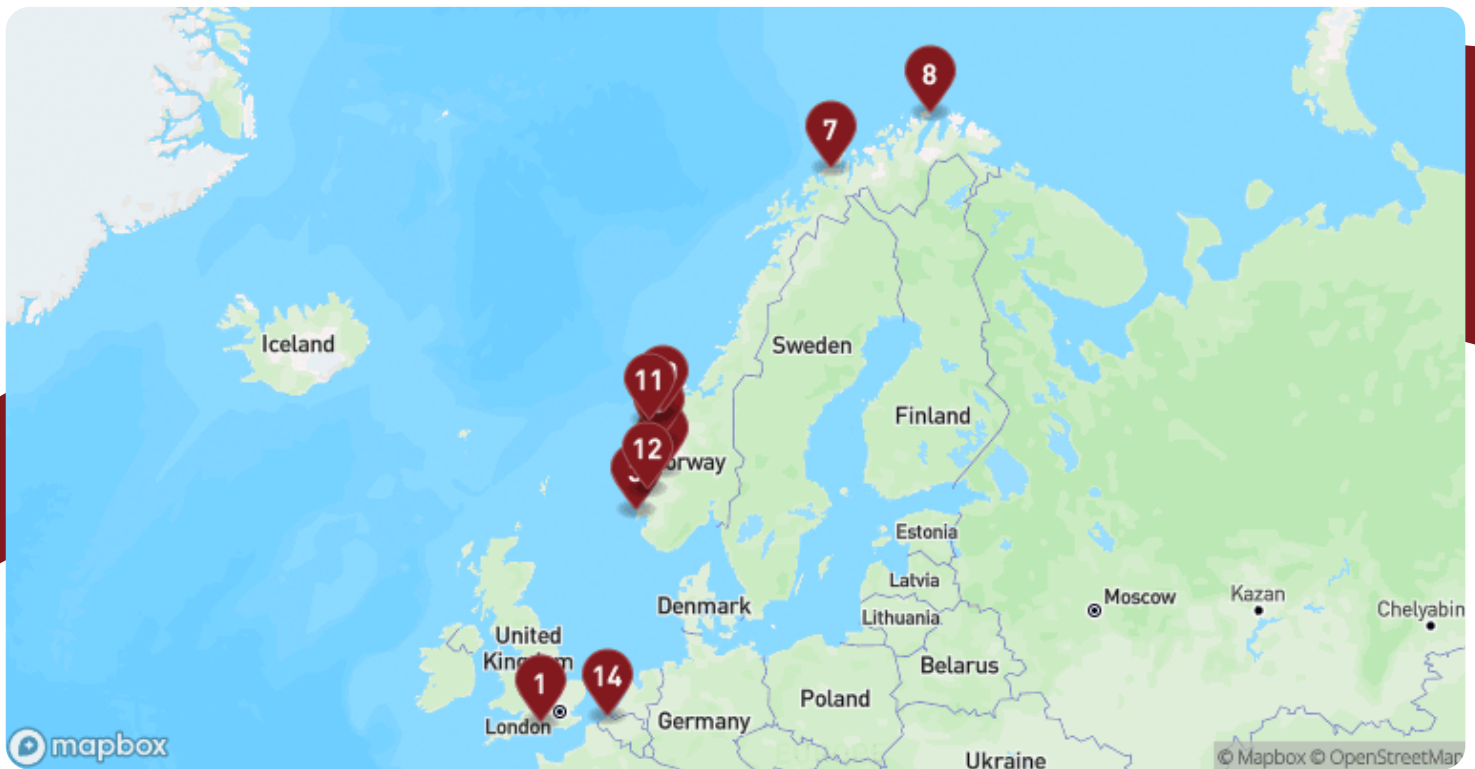 8
7
Iceland
Sweden
11
Finland
12
Norway
Estonia
Latvia
Moscow
Kazan
Denmark
Chelyabin
Lithuania
United
Kingdom
Belarus
1
14
Poland
London
Germany
Ukraine
mapbox
© Mapbox © OpenStreetMap